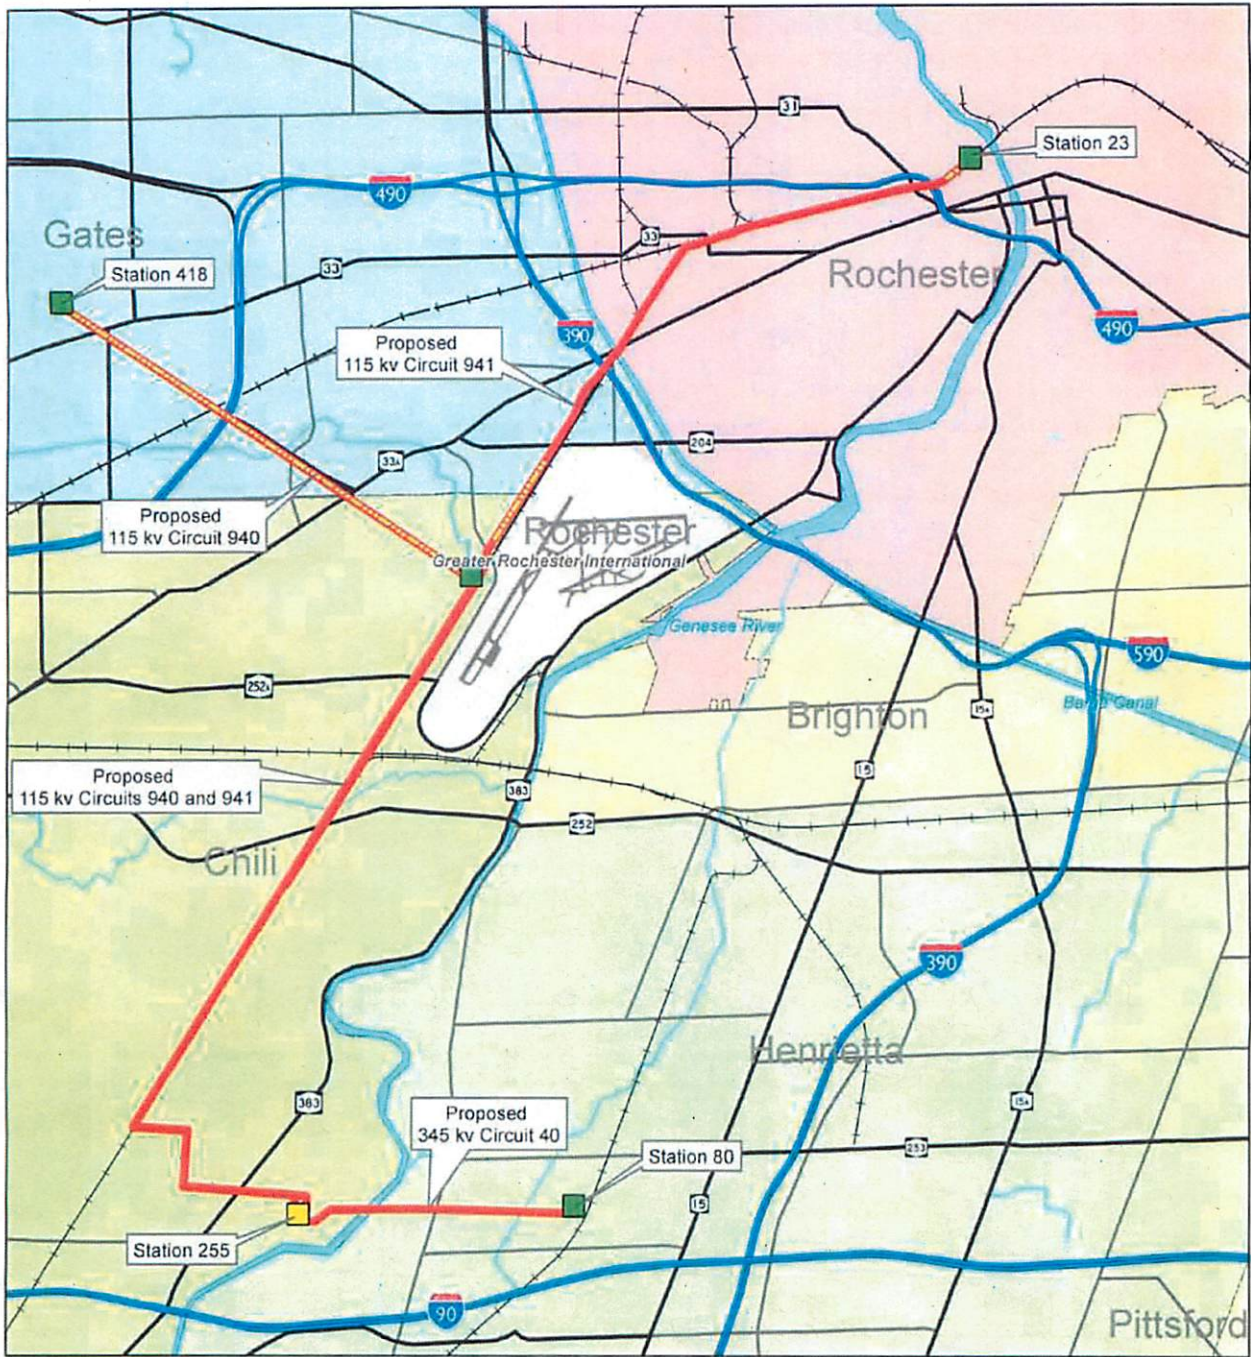 31
Station 23
490
Gates
33
Station 418
33
Rochester
390
490
Proposed
115 kv Circuit 941
204
33A
Proposed
115 kv Circuit 940
Rochester
Greater Rochester International
Genesee River
590
252A
Brighton
15A
Barge Canal
Proposed
115 kv Circuits 940 and 941
15
383
252
Chili
390
Henrietta
383
15A
Proposed
345 kv Circuit 40
253
Station 80
15
Station 255
90
Pittsford